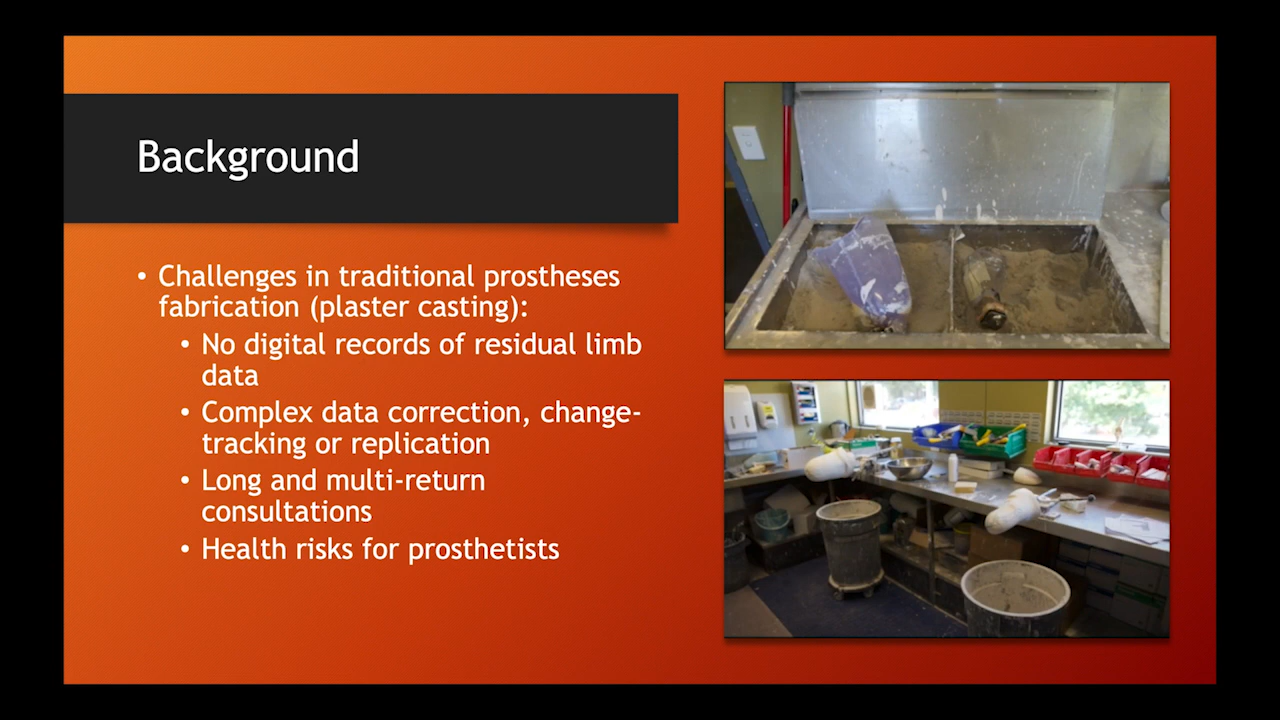 Background
• Challenges in traditional prostheses
fabrication (plaster casting):
• No digital records of residual limb
data
• Complex data correction, change-
tracking or replication
• Long and multi-return
consultations
• Health risks for prosthetists